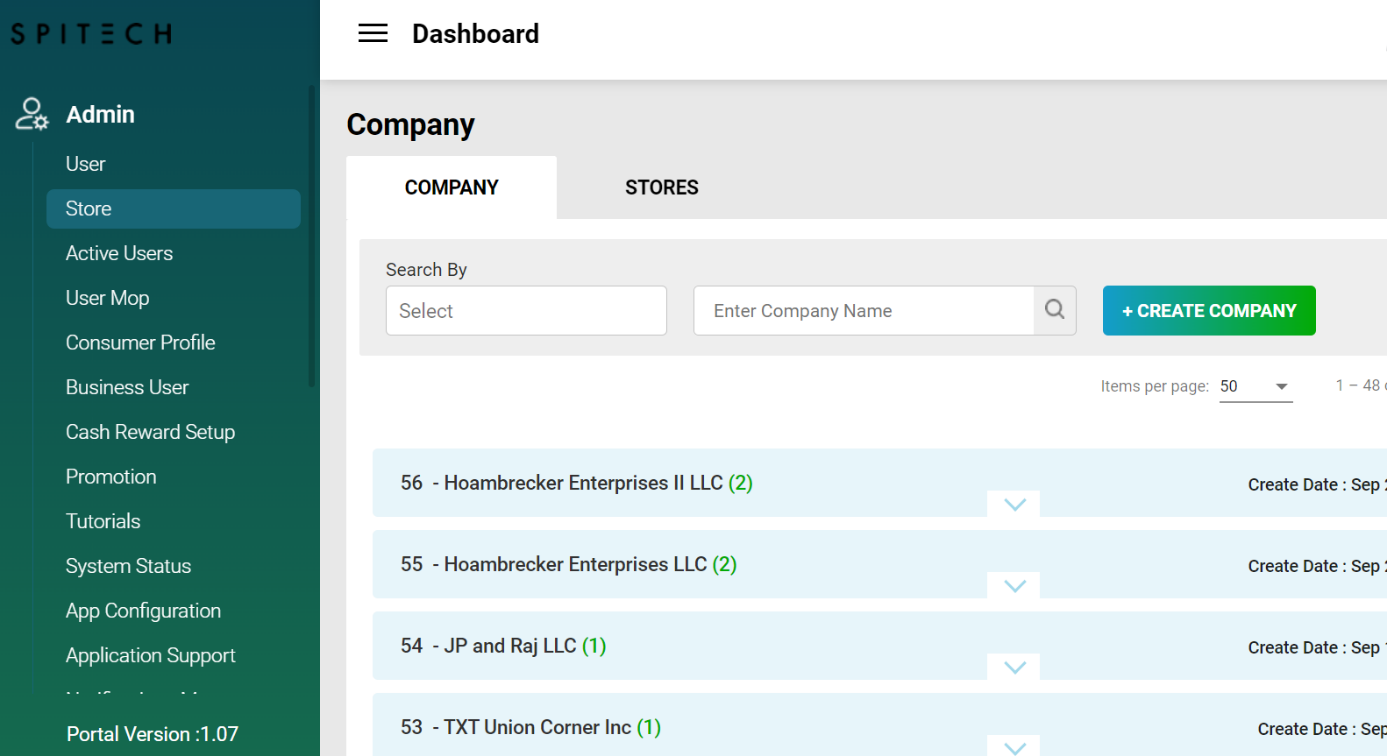 SPITECH
Dashboard
Admin
User
Store
Active Users
User Mop
Consumer Profile
Business User
Cash Reward Setup
Promotion
Tutorials
System Status
App Configuration
Application Support
Portal Version :1.07
Company
COMPANY STORES
Search By
Select
Enter Company Name
+ CREATE COMPANY
Items per page: 50 1 – 48
56 - Hoambrecker Enterprises II LLC (2) Create Date : Sep
55 - Hoambrecker Enterprises LLC (2) Create Date : Sep
54 - JP and Raj LLC (1) Create Date : Sep
53 - TXT Union Corner Inc (1) Create Date : Sep